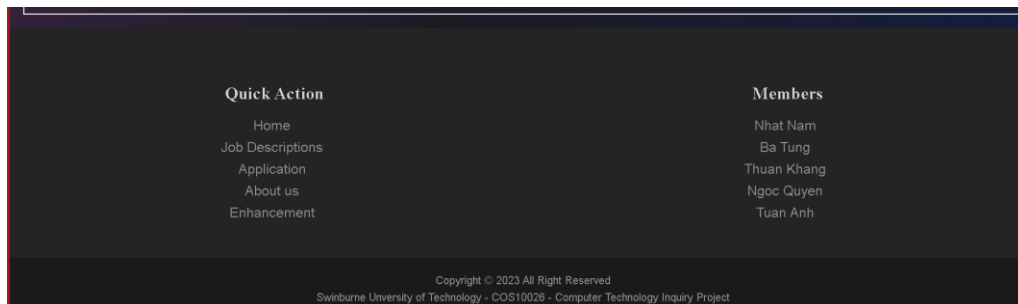 Quick Action
Home
Job Descriptions
Application
About us
Enhancement
Members
Nhat Nam
Ba Tung
Thuan Khang
Ngoc Quyen
Tuan Anh
Copyright © 2023 All Right Reserved
Swinburne Unversity of Technology - COS10026 - Computer Technology Inquiry Project